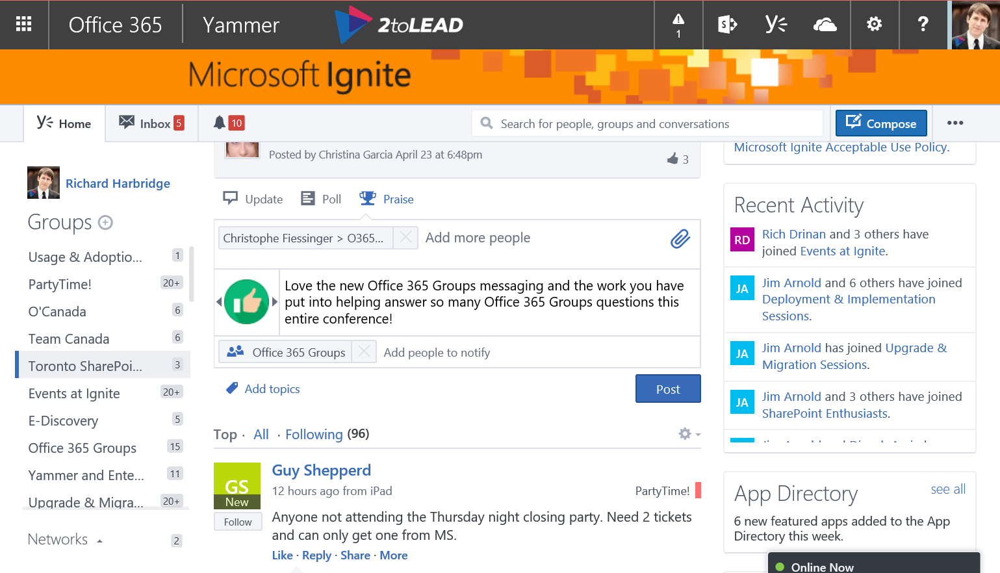 Office 365
Yammer
2toLEAD
1
Microsoft Ignite
Home
Inbox 5
10
Search for people, groups and conversations
Compose
Richard Harbridge
Groups
Usage & Adoptio... 1
PartyTime! 20+
O'Canada 6
Team Canada 6
Toronto SharePoi... 3
Events at Ignite 20+
E-Discovery 5
Office 365 Groups 15
Yammer and Ente... 11
Upgrade & Migra... 20+
Networks 2
Posted by Christina Garcia April 23 at 6:48pm
3
Update Poll Praise
Christophe Fiessinger > O365... Add more people
Love the new Office 365 Groups messaging and the work you have
put into helping answer so many Office 365 Groups questions this
entire conference!
Office 365 Groups Add people to notify
Add topics
Post
Top · All · Following (96)
GS
New
Follow
Guy Shepperd
12 hours ago from iPad
PartyTime!
Anyone not attending the Thursday night closing party. Need 2 tickets
and can only get one from MS.
Like · Reply · Share · More
Microsoft Ignite Acceptable Use Policy.
Recent Activity
RD
Rich Drinan and 3 others have
joined Events at Ignite.
JA
Jim Arnold and 6 others have joined
Deployment & Implementation
Sessions.
JA
Jim Arnold has joined Upgrade &
Migration Sessions.
JA
Jim Arnold and 3 others have joined
SharePoint Enthusiasts.
App Directory
see all
6 new featured apps added to the App
Directory this week.
Online Now